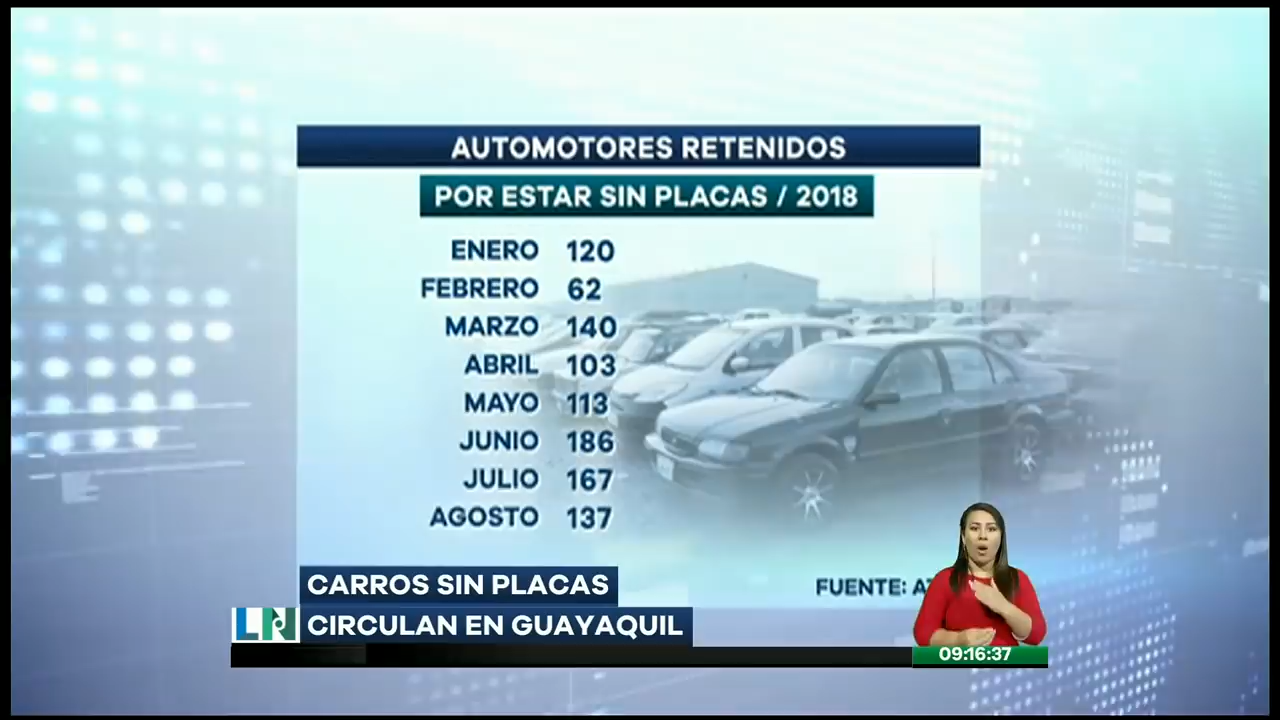 AUTOMOTORES RETENIDOS
POR ESTAR SIN PLACAS / 2018
ENERO 120
FEBRERO 62
MARZO 140
ABRIL 103
MAYO 113
JUNIO 186
JULIO 167
AGOSTO 137
FUENTE:
CARROS SIN PLACAS
LN CIRCULAN EN GUAYAQUIL
09:16:37